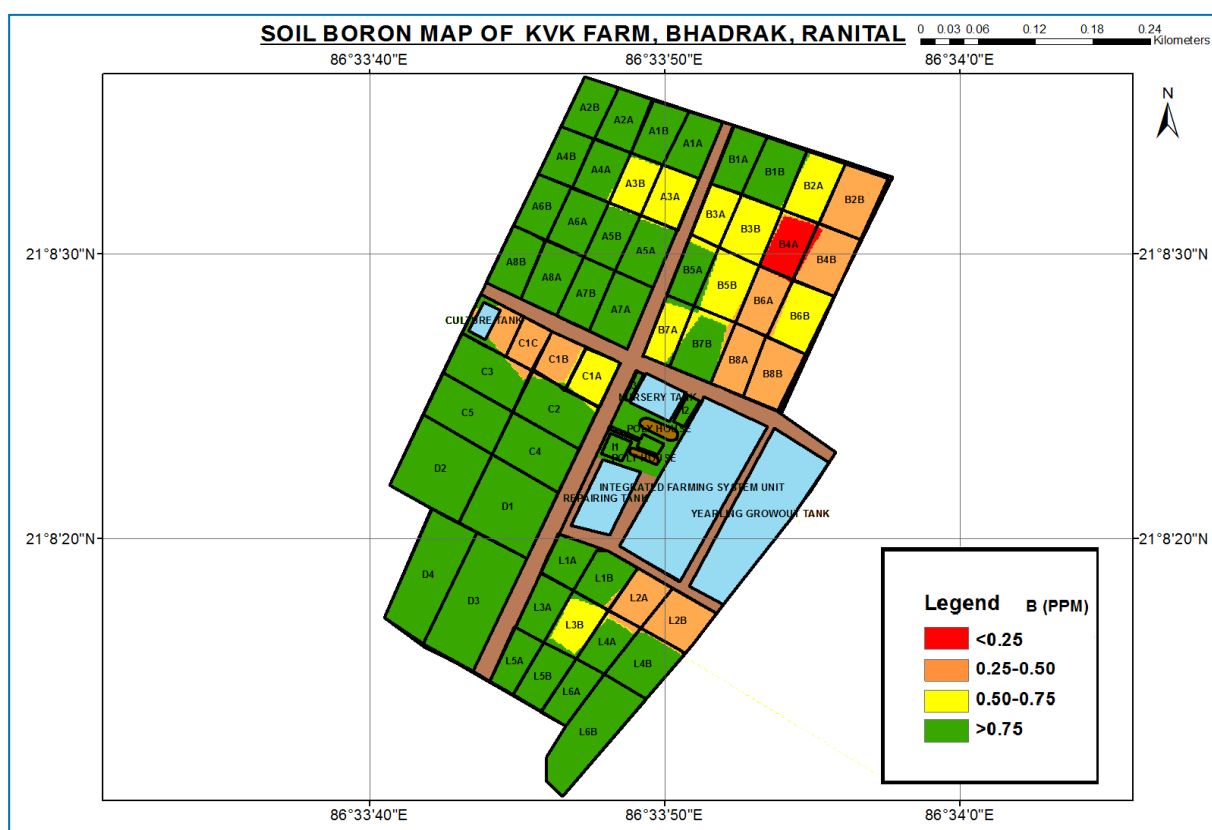 SOIL BORON MAP OF KVK FARM, BHADRAK, RANITAL
0 0.03 0.06 0.12 0.18 0.24
Kilometers
86°33'40"E 86°33'50"E 86°34'0"E
N
A2B A2A A1B A1A B1A B1B B2A B2B
A4B A4A A3B A3A B3A B3B B4A B4B
21°8'30"N 21°8'30"N
A6B A6A A5B A5A B5A B5B B6A B6B
A8B A8A A7B A7A B7A B7B B8A B8B
CULTURE TANK C1C C1B C1A
C3 C2
NURSERY TANK
I2
C5 C4
POLY HOUSE
I1
POLY HOUSE
D2 D1
INTEGRATED FARMING SYSTEM UNIT
REPAIRING TANK
YEARLING GROWOUT TANK
21°8'20"N 21°8'20"N
D4 D3
L1A L1B L2A L2B
L3A L3B L4A L4B
L5A L5B L6A L6B
Legend B (PPM)
<0.25
0.25-0.50
0.50-0.75
>0.75
86°33'40"E 86°33'50"E 86°34'0"E